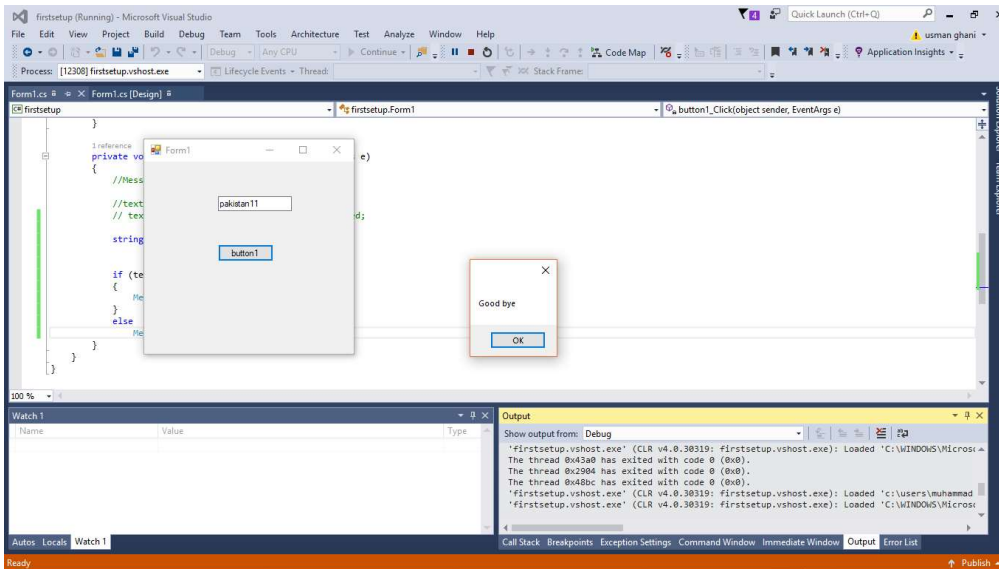 firstsetup (Running) - Microsoft Visual Studio
4
Quick Launch (Ctrl+Q)
File Edit View Project Build Debug Team Tools Architecture Test Analyze Window Help
usman ghani
Debug Any CPU Continue Code Map Application Insights
Process: [12308] firstsetup.vshost.exe Lifecycle Events Thread: Stack Frame:
Form1.cs Form1.cs [Design]
firstsetup firstsetup.Form1 button1_Click(object sender, EventArgs e)
Solution Explorer Team Explorer
}
1 reference
private vo e)
{
//Mess
//text
// tex ed;
string
if (te
{
Me
}
else
Me
}
}
}
Form1
pakistan11
button1
Good bye
OK
100 %
Watch 1
Name Value Type
Autos Locals Watch 1
Output
Show output from: Debug
'firstsetup.vshost.exe' (CLR v4.0.30319: firstsetup.vshost.exe): Loaded 'C:\WINDOWS\Microso
The thread 0x43a0 has exited with code 0 (0x0).
The thread 0x2904 has exited with code 0 (0x0).
The thread 0x48bc has exited with code 0 (0x0).
'firstsetup.vshost.exe' (CLR v4.0.30319: firstsetup.vshost.exe): Loaded 'c:\users\muhammad
'firstsetup.vshost.exe' (CLR v4.0.30319: firstsetup.vshost.exe): Loaded 'C:\WINDOWS\Microso
Call Stack Breakpoints Exception Settings Command Window Immediate Window Output Error List
Ready
Publish